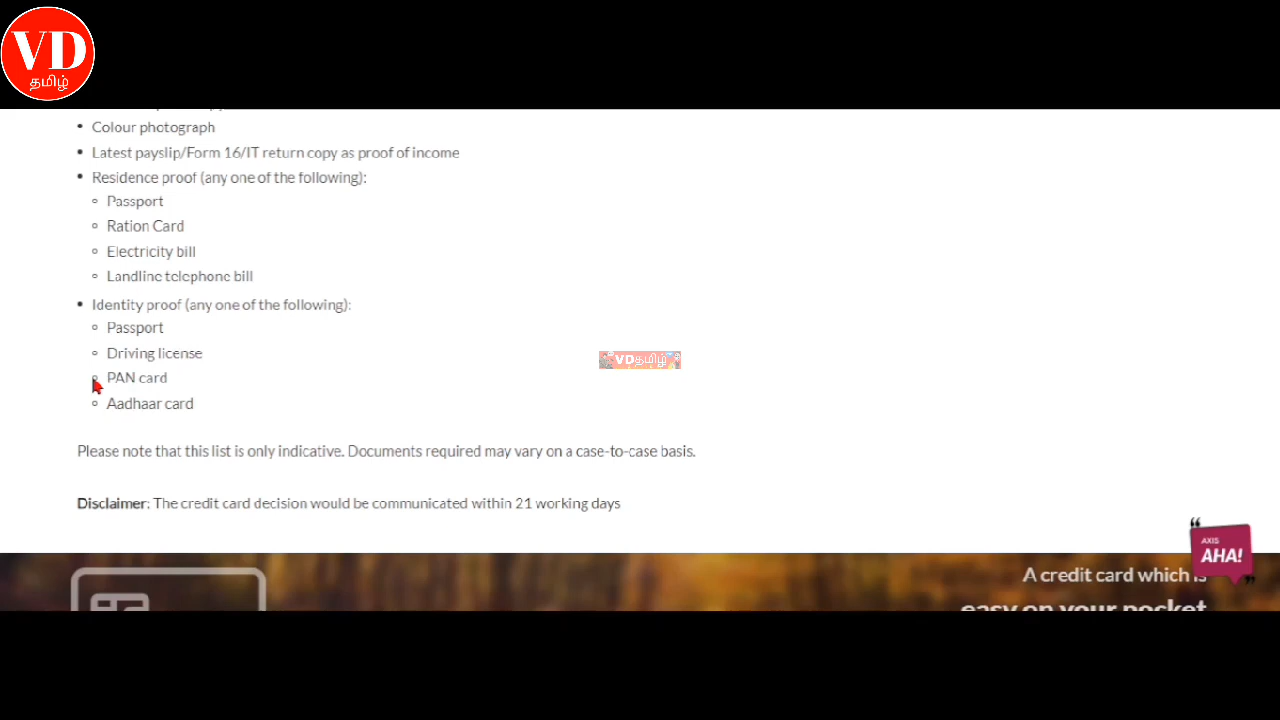 VD
தமிழ்
Colour photograph
Latest payslip/Form 16/IT return copy as proof of income
Residence proof (any one of the following):
Passport
Ration Card
Electricity bill
Landline telephone bill
Identity proof (any one of the following):
Passport
Driving license
VDதமிழ்
PAN card
Aadhaar card
Please note that this list is only indicative. Documents required may vary on a case-to-case basis.
Disclaimer: The credit card decision would be communicated within 21 working days
AXIS
AHA!
A credit card which is
easy on your pocket